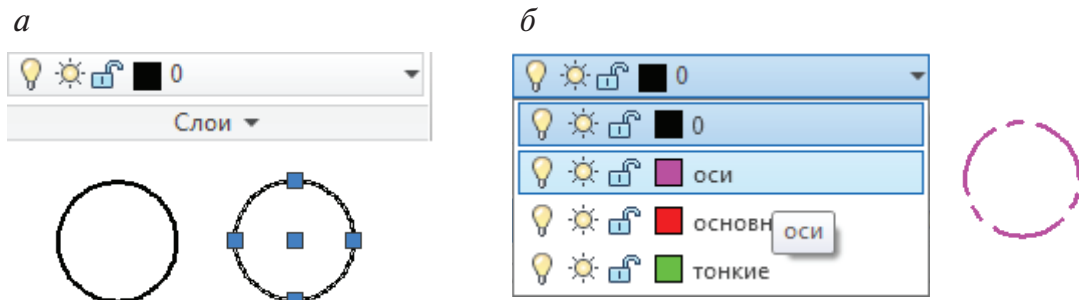 а
б
0
Слои
0
0
оси
основн
оси
тонкие